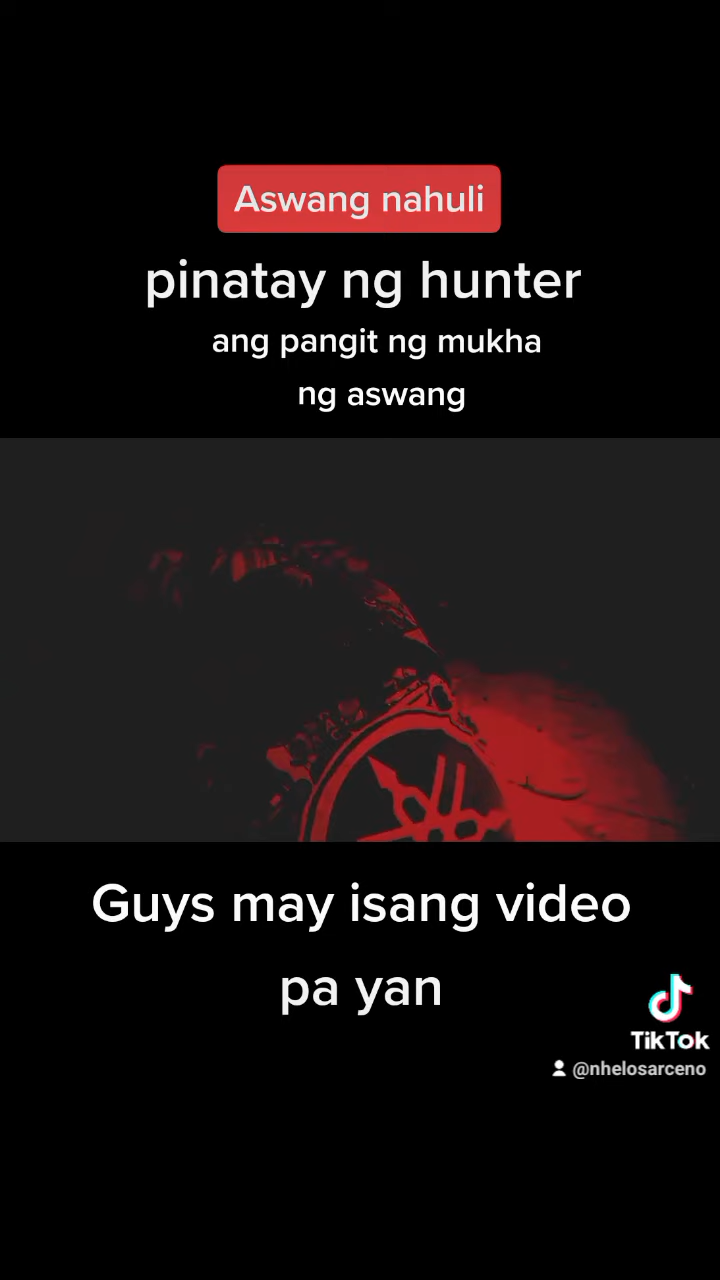 Aswang nahuli
pinatay ng hunter
ang pangit ng mukha
ng aswang
Guys may isang video
pa yan
TikTok
@nhelosarceno